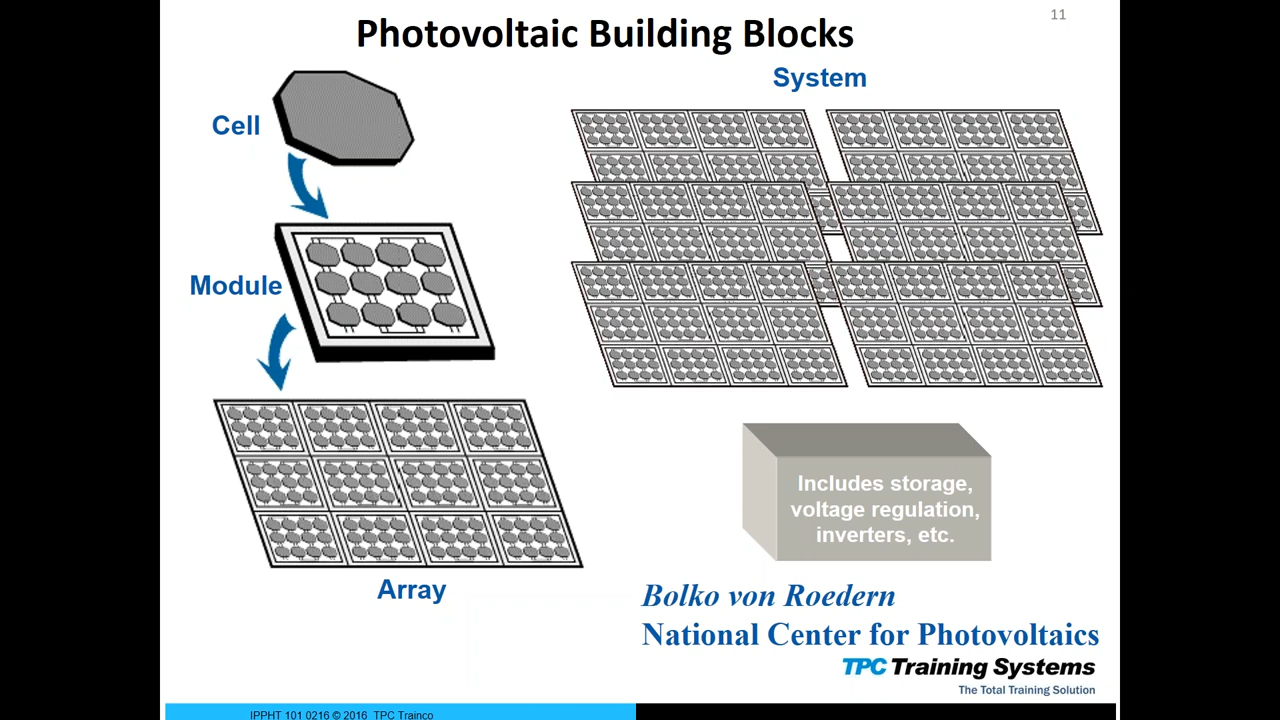 11
Photovoltaic Building Blocks
System
Cell
Module
Array
Includes storage,
voltage regulation,
inverters, etc.
Bolko von Roedern
National Center for Photovoltaics
TPC Training Systems
The Total Training Solution
IPPHT 101 0216 © 2016 TPC Trainco